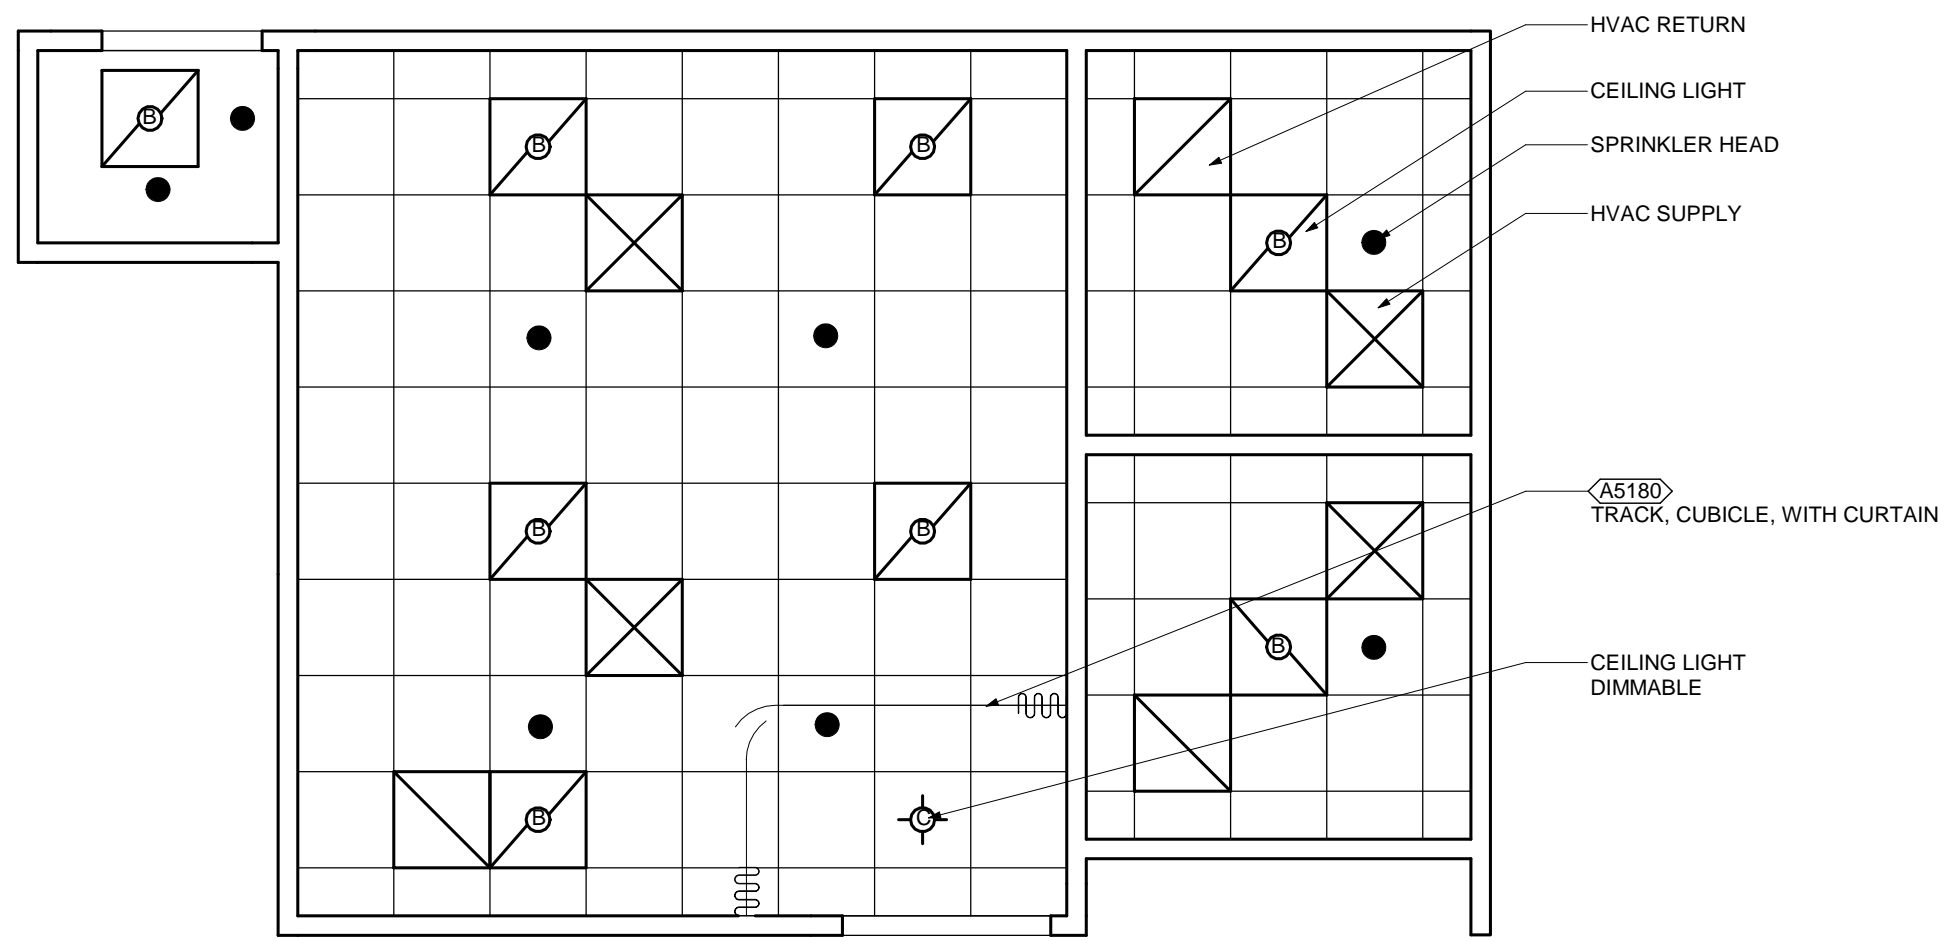 HVAC RETURN
CEILING LIGHT
SPRINKLER HEAD
HVAC SUPPLY
A5180
TRACK, CUBICLE, WITH CURTAIN
CEILING LIGHT
DIMMABLE
B
B
B
B
B
B
B
B
B
C